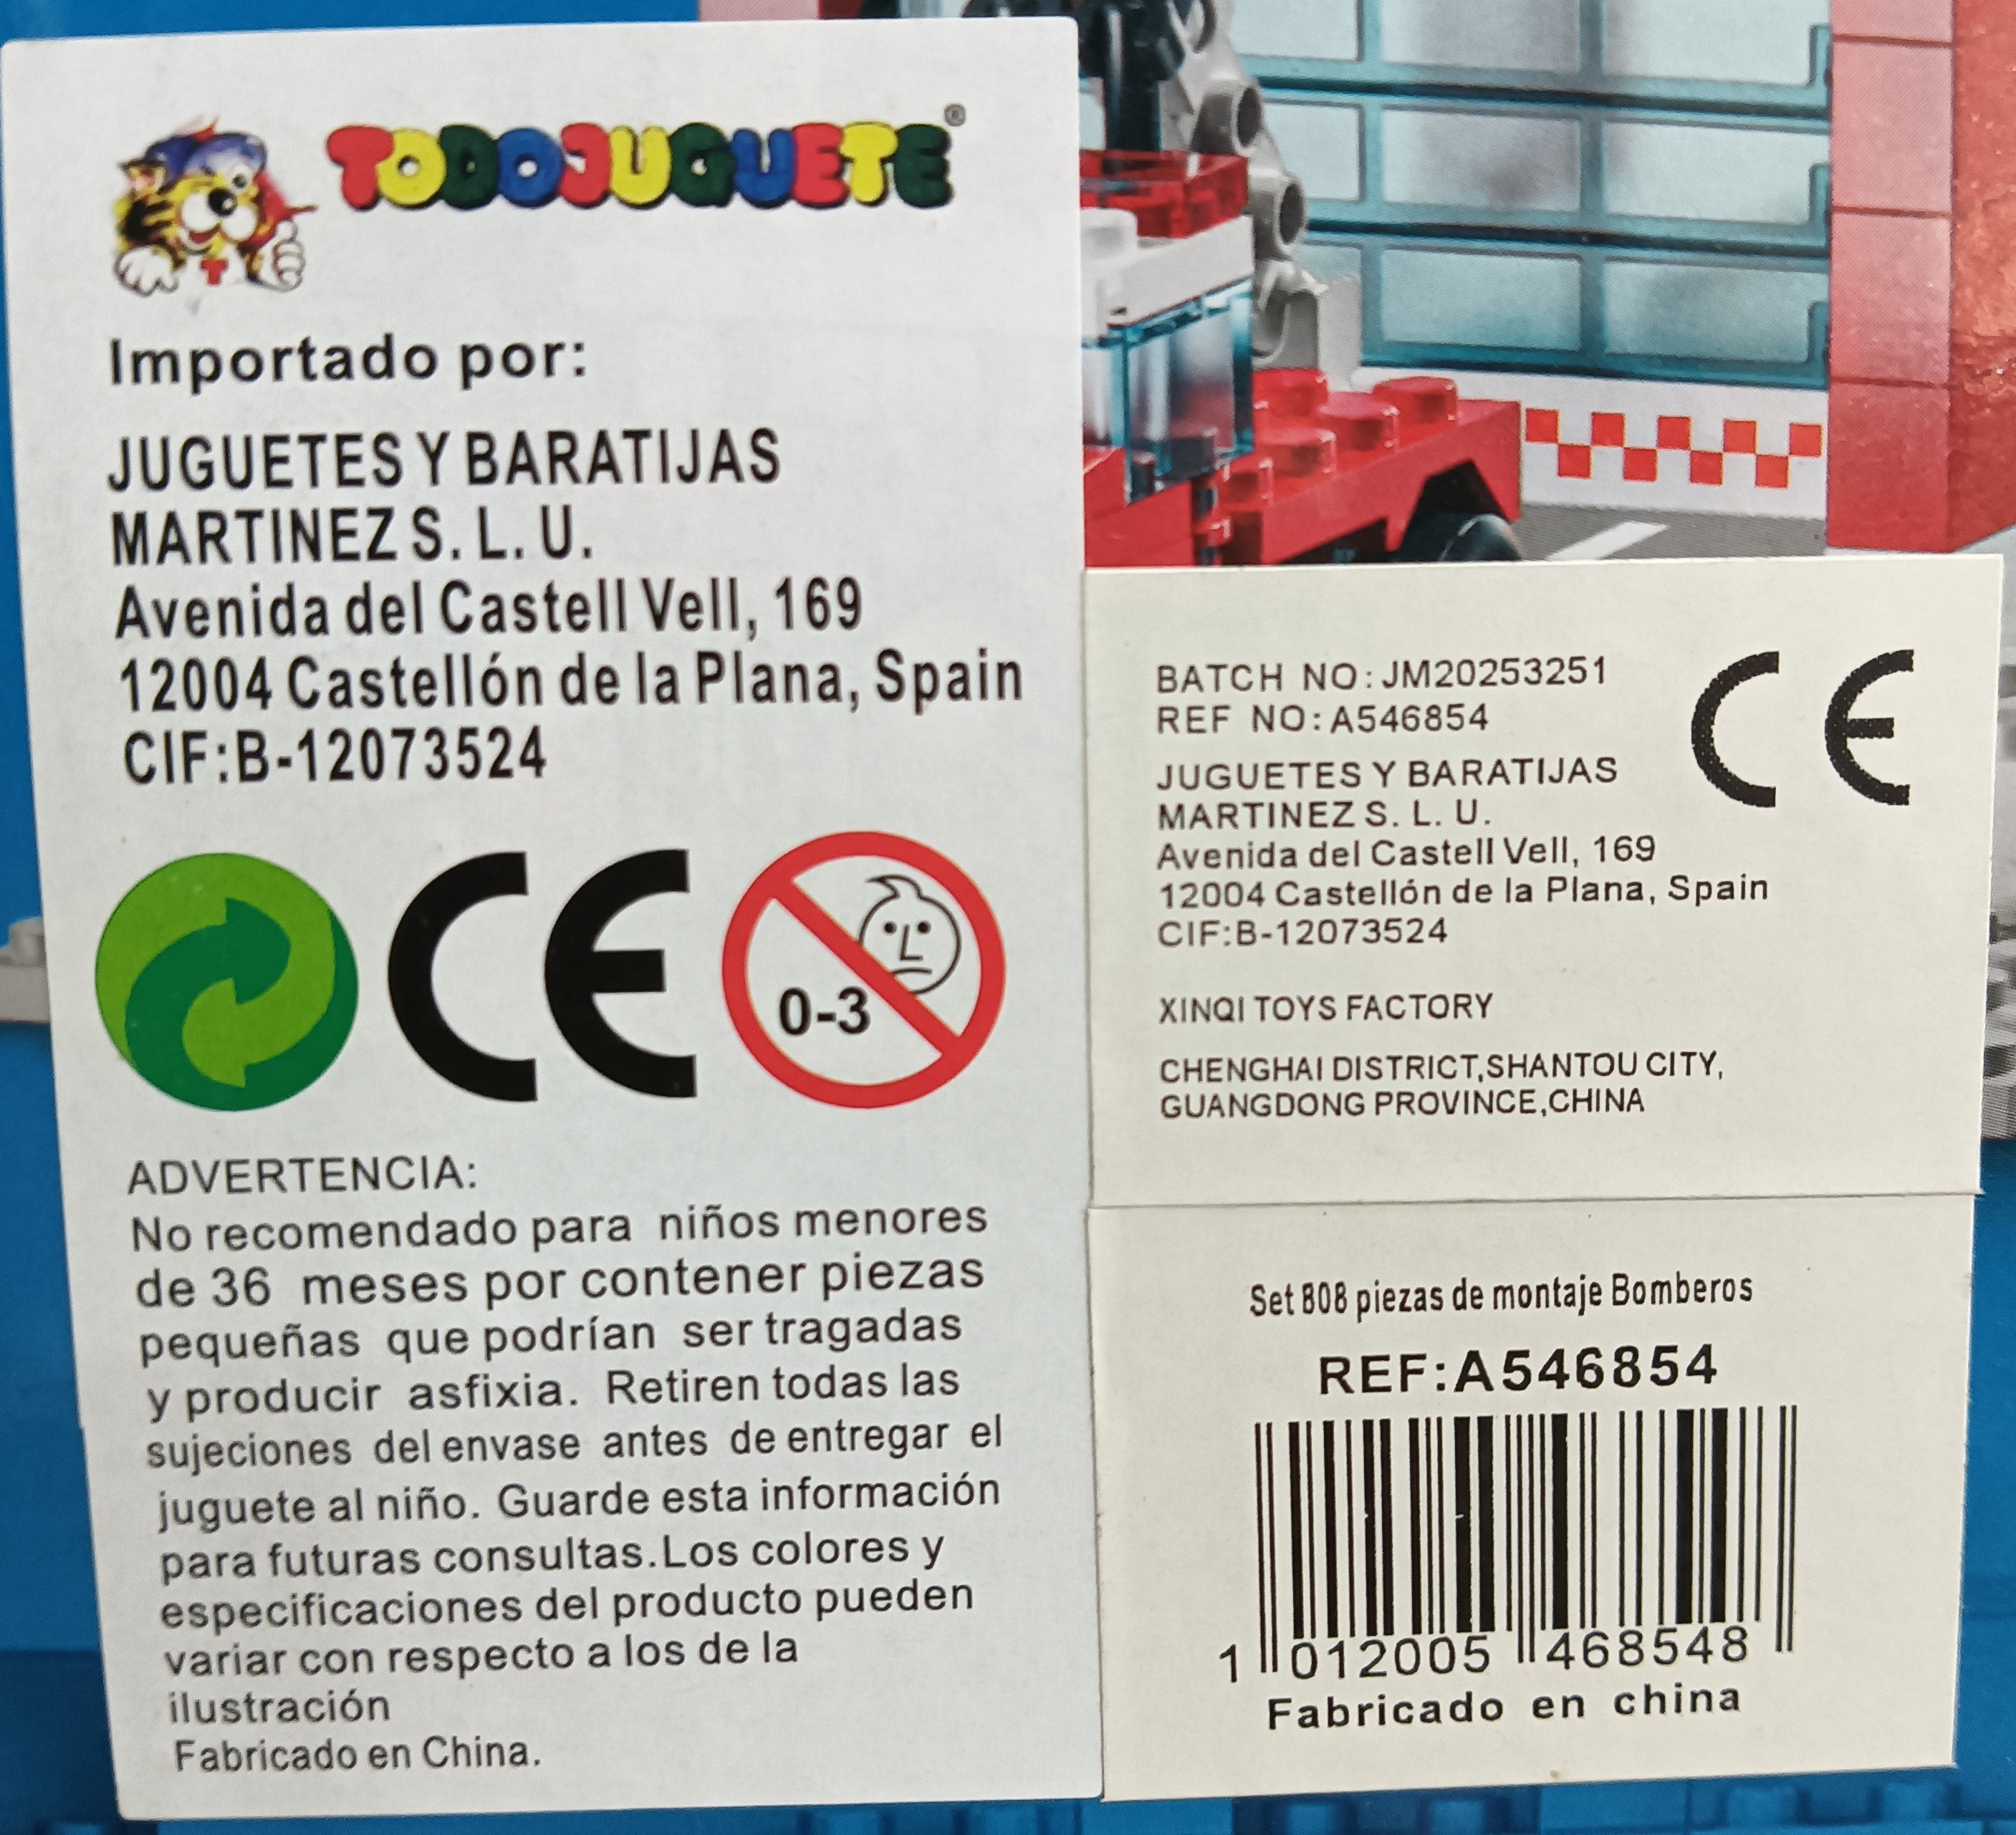 TODOJUGUETE®
Importado por:
JUGUETES Y BARATIJAS
MARTINEZ S. L. U.
Avenida del Castell Vell, 169
12004 Castellón de la Plana, Spain
CIF:B-12073524
CE
0-3
ADVERTENCIA:
No recomendado para niños menores
de 36 meses por contener piezas
pequeñas que podrían ser tragadas
y producir asfixia. Retiren todas las
sujeciones del envase antes de entregar el
juguete al niño. Guarde esta información
para futuras consultas.Los colores y
especificaciones del producto pueden
variar con respecto a los de la
ilustración
Fabricado en China.
BATCH NO:JM20253251
REF NO:A546854
CE
JUGUETES Y BARATIJAS
MARTINEZ S. L. U.
Avenida del Castell Vell, 169
12004 Castellón de la Plana, Spain
CIF:B-12073524
XINQI TOYS FACTORY
CHENGHAI DISTRICT,SHANTOU CITY,
GUANGDONG PROVINCE,CHINA
Set 808 piezas de montaje Bomberos
REF:A546854
1 012005 468548
Fabricado en china